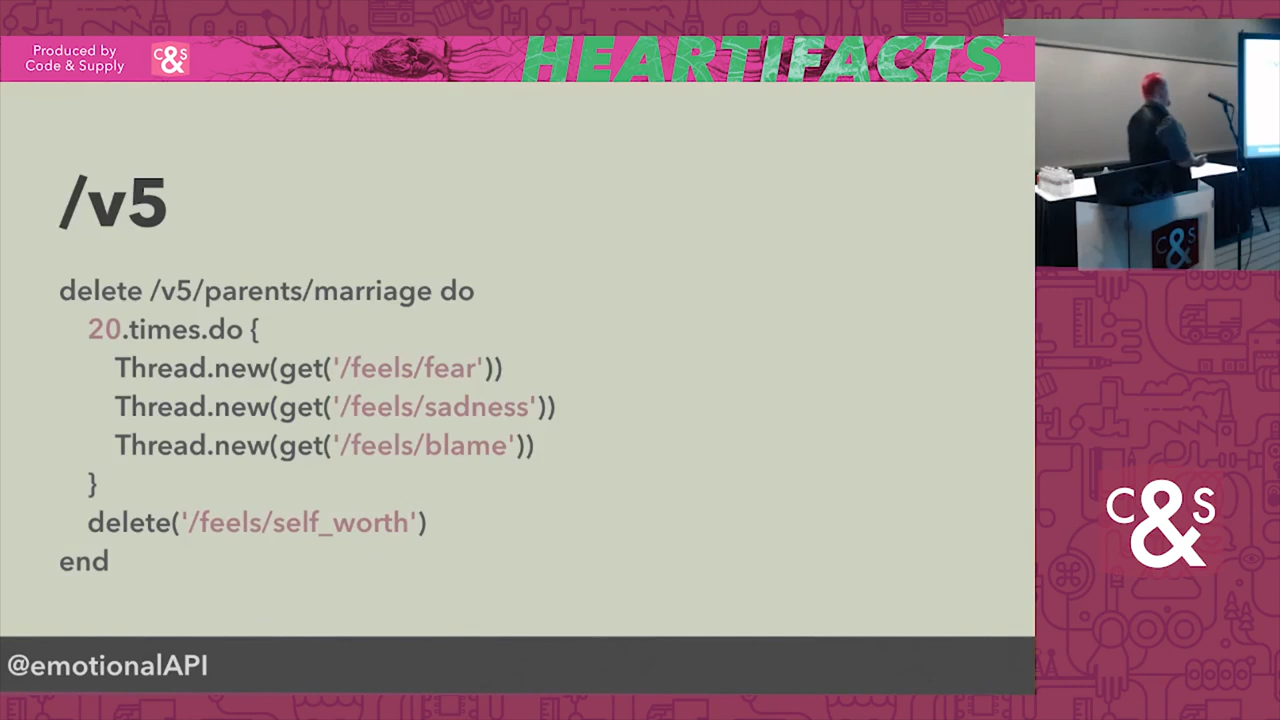 Produced by
Code & Supply
C&S
HEARTIFACTS
/v5
delete /v5/parents/marriage do
20.times.do {
Thread.new(get('/feels/fear'))
Thread.new(get('/feels/sadness'))
Thread.new(get('/feels/blame'))
}
delete('/feels/self_worth')
end
@emotionalAPI
C&S
C&S